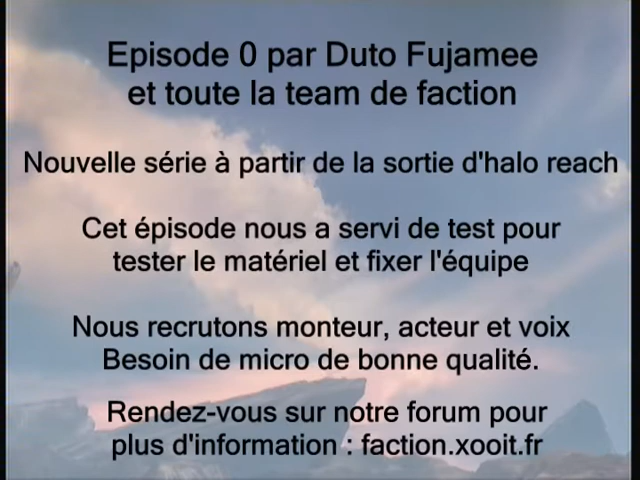 Episode 0 par Duto Fujamee
et toute la team de faction
Nouvelle série à partir de la sortie d'halo reach
Cet épisode nous a servi de test pour
tester le matériel et fixer l'équipe
Nous recrutons monteur, acteur et voix
Besoin de micro de bonne qualité.
Rendez-vous sur notre forum pour
plus d'information : faction.xooit.fr